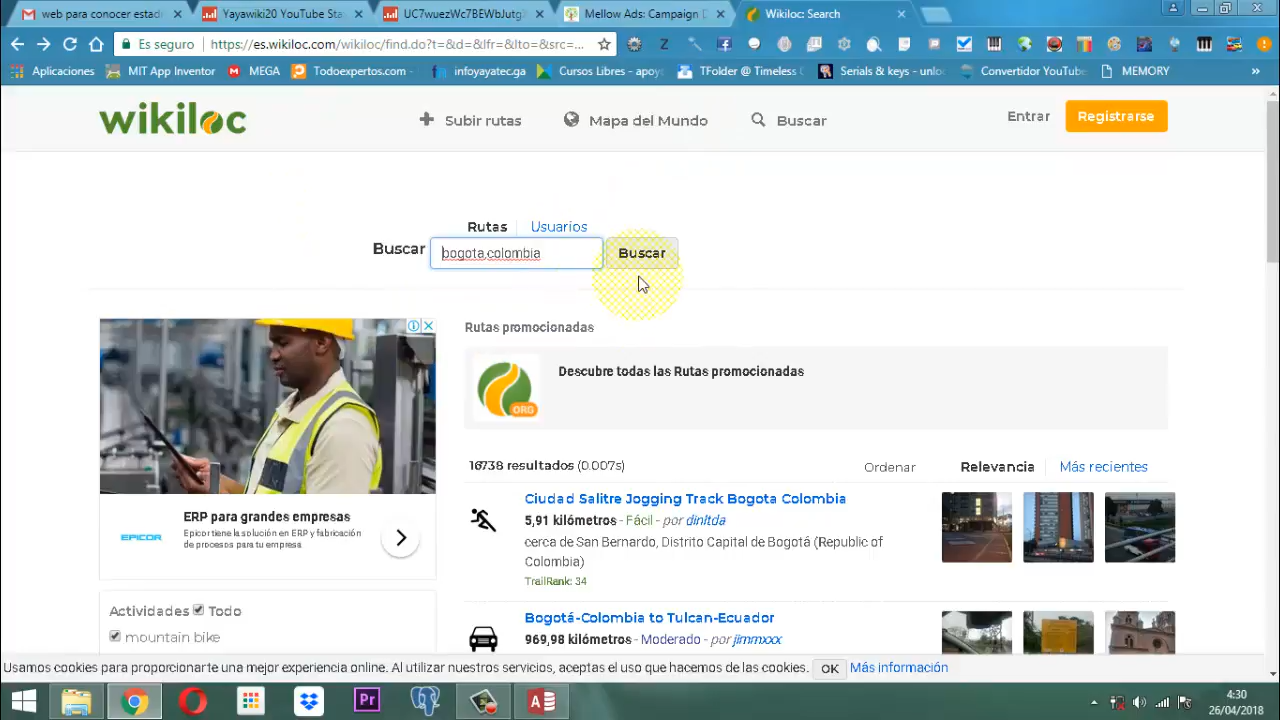 web para conocer estad
Yayawiki20 YouTube Sta
UC7wuezWc7BEWbJutg7
Mellow Ads: Campaign D
Wikiloc: Search
Es seguro
https://es.wikiloc.com/wikiloc/find.do?t=&d=&lfr=&lto=&src=...
Aplicaciones
MIT App Inventor
MEGA
Todoexpertos.com -
infoyayatec.ga
Cursos Libres - apoy
TFolder @ Timeless
Serials & keys - unlo
Convertidor YouTube
MEMORY
»
wikiloc
Subir rutas
Mapa del Mundo
Buscar
Entrar
Registrarse
Rutas
Usuarios
Buscar
bogota,colombia
Buscar
Rutas promocionadas
ORG
Descubre todas las Rutas promocionadas
ERP para grandes empresas
EPICOR
Epicor tiene la solución en ERP y fabricación
de procesos para tu empresa
16738 resultados (0.007s)
Ordenar
Relevancia
Más recientes
Ciudad Salitre Jogging Track Bogota Colombia
5,91 kilómetros - Fácil - por dinltda
cerca de San Bernardo, Distrito Capital de Bogotá (Republic of
Colombia)
TrailRank: 34
Bogotá-Colombia to Tulcan-Ecuador
969,98 kilómetros - Moderado - por jimmxxx
Actividades Todo
mountain bike
Usamos cookies para proporcionarte una mejor experiencia online. Al utilizar nuestros servicios, aceptas el uso que hacemos de las cookies. OK Más información
Pr
4:30
26/04/2018